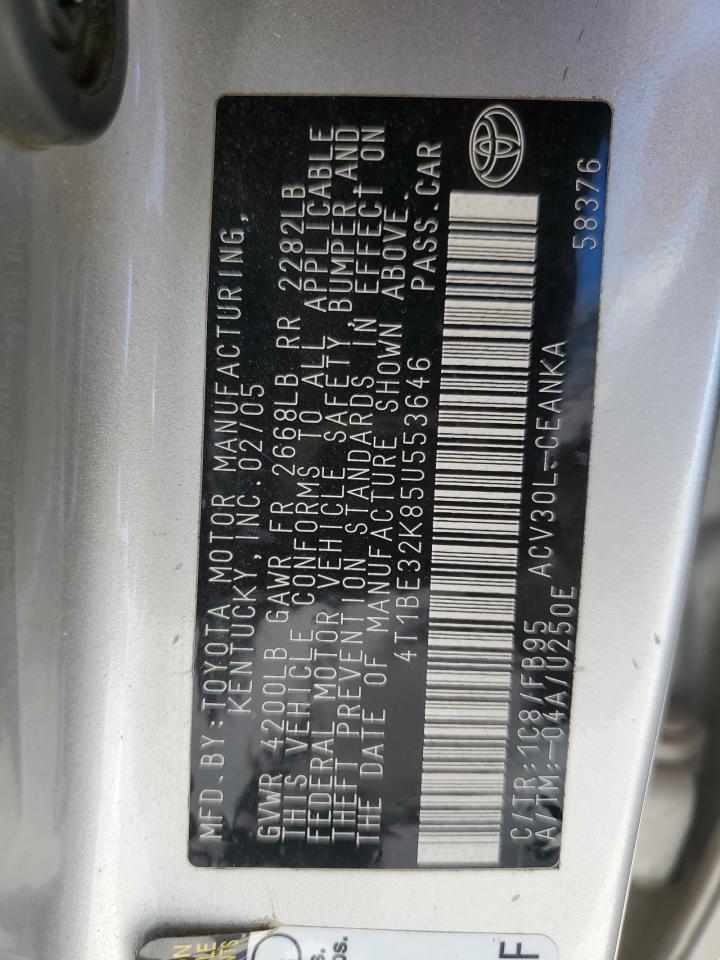 MFD.BY:TOYOTA MOTOR MANUFACTURING,
KENTUCKY,INC.02/05
GVWR 4200LB GAWR FR 2668LB RR 2282LB
THIS VEHICLE CONFORMS TO ALL APPLICABLE
FEDERAL MOTOR VEHICLE SAFETY,BUMPER,AND
THEFT PREVENTION STANDARDS IN EFFECT ON
THE DATE OF MANUFACTURE SHOWN ABOVE.
4T1BE32K85U553646 PASS.CAR
C/TR:1C8/FB95 ACV30L-CEANKA
A/TM:-04A/U250E 58376
F